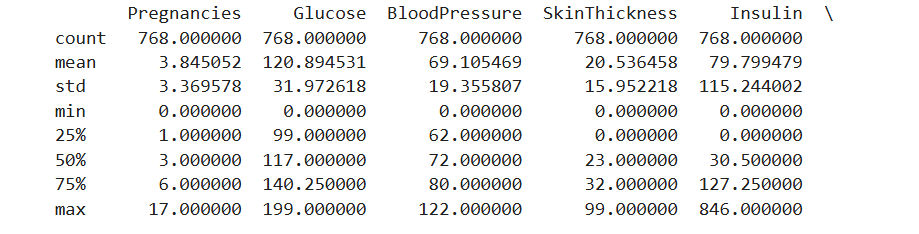 Pregnancies Glucose BloodPressure SkinThickness Insulin \
count 768.000000 768.000000 768.000000 768.000000 768.000000
mean 3.845052 120.894531 69.105469 20.536458 79.799479
std 3.369578 31.972618 19.355807 15.952218 115.244002
min 0.000000 0.000000 0.000000 0.000000 0.000000
25% 1.000000 99.000000 62.000000 0.000000 0.000000
50% 3.000000 117.000000 72.000000 23.000000 30.500000
75% 6.000000 140.250000 80.000000 32.000000 127.250000
max 17.000000 199.000000 122.000000 99.000000 846.000000